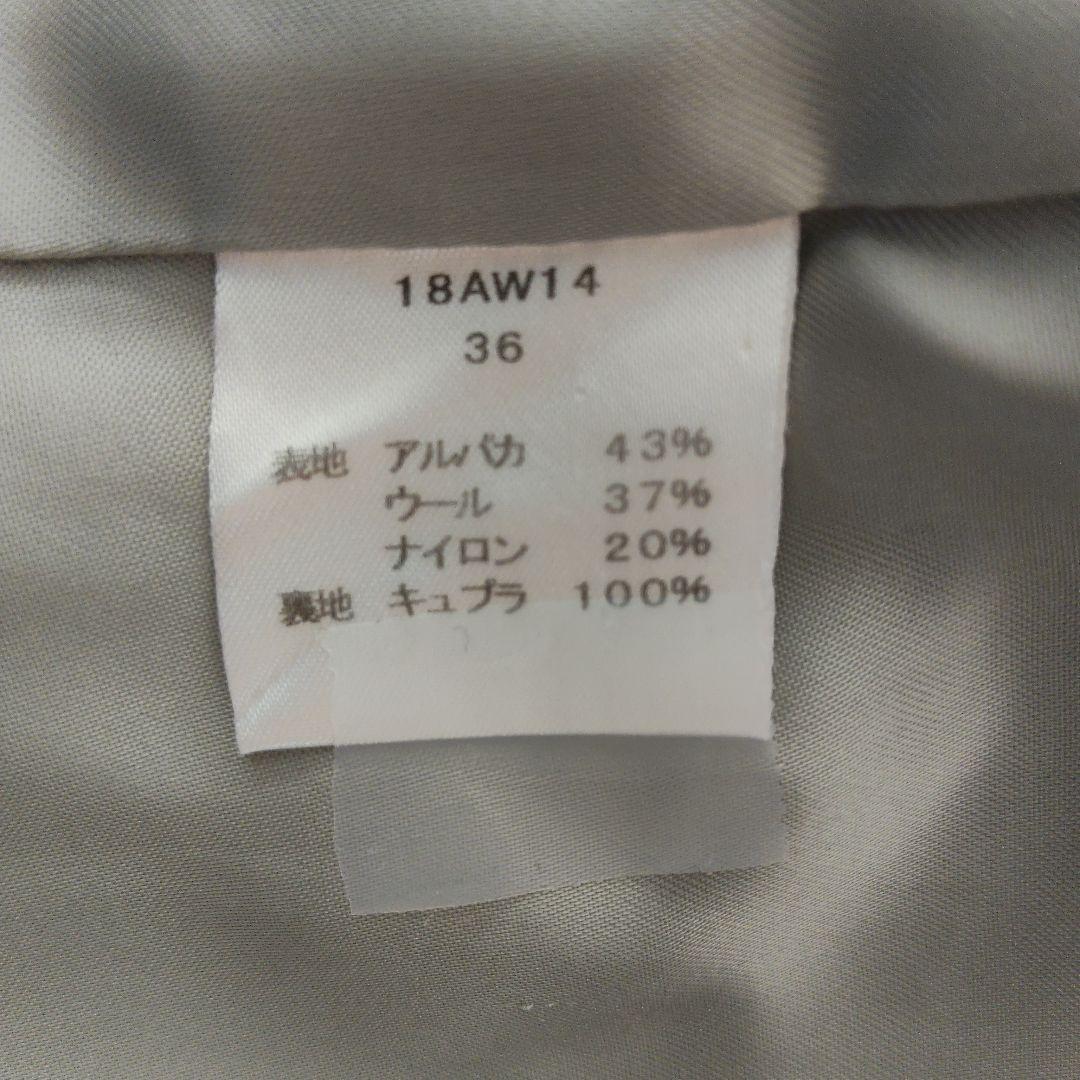 18AW14
36
表地 アルパカ 43%
ウール 37%
ナイロン 20%
裏地 キュプラ 100%